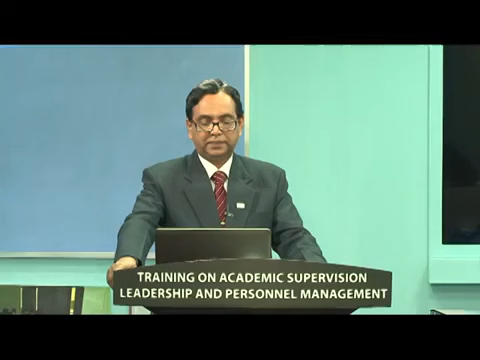 TRAINING ON ACADEMIC SUPERVISION
LEADERSHIP AND PERSONNEL MANAGEMENT